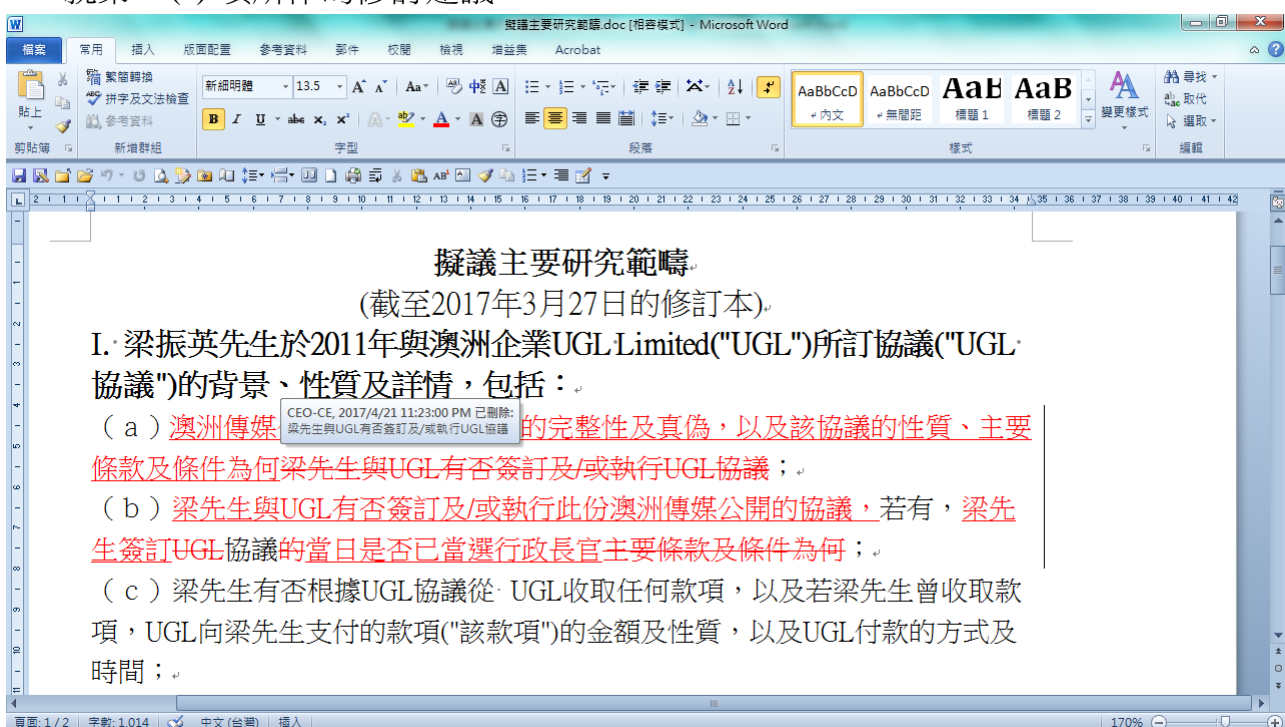 擬議主要研究範疇.doc [相容模式] - Microsoft Word
檔案 常用 插入 版面配置 參考資料 郵件 校閱 檢視 增益集 Acrobat
貼上
剪貼簿
繁簡轉換
拼字及文法檢查
參考資料
新增群組
新細明體 13.5
字型
段落
AaBbCcD 內文
AaBbCcD 無間距
AaB 標題 2
標題 1
變更樣式
樣式
尋找
取代
選取
編輯
擬議主要研究範疇
(截至2017年3月27日的修訂本)
I. 梁振英先生於2011年與澳洲企業UGL Limited("UGL")所訂協議("UGL
協議")的背景、性質及詳情，包括：
CEO-CE, 2017/4/21 11:23:00 PM 已刪除:
梁先生與UGL有否簽訂及/或執行UGL協議
（a）澳洲傳媒 的完整性及真偽，以及該協議的性質、主要
條款及條件為何梁先生與UGL有否簽訂及/或執行UGL協議；
（b）梁先生與UGL有否簽訂及/或執行此份澳洲傳媒公開的協議，若有，梁先
生簽訂UGL協議的當日是否已當選行政長官主要條款及條件為何；
（c）梁先生有否根據UGL協議從 UGL收取任何款項，以及若梁先生曾收取款
項，UGL向梁先生支付的款項("該款項")的金額及性質，以及UGL付款的方式及
時間；
頁面: 1 / 2 字數: 1,014 中文 (台灣) 插入 170%